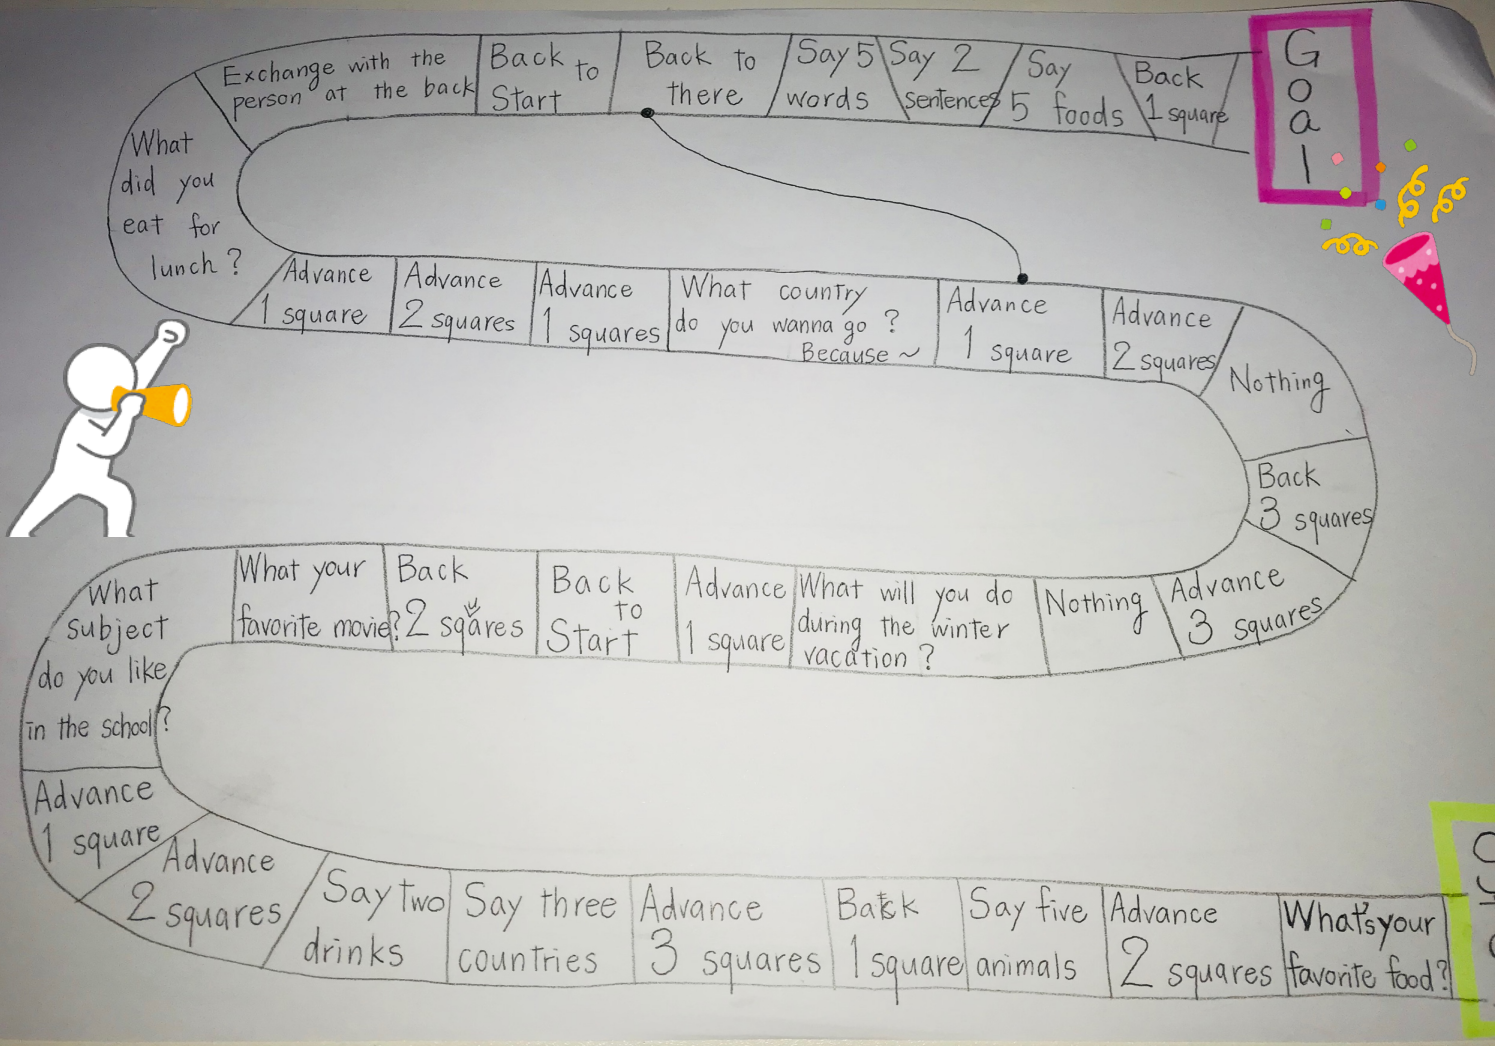 Exchange with the
person at the back
Back to
Start
Back to
there
Say 5
words
Say 2
sentences
Say
5 foods
Back
1 square
Goal
What
did you
eat for
lunch?
Advance
1 square
Advance
2 squares
Advance
1 squares
What country
do you wanna go?
Because ~
Advance
1 square
Advance
2 squares
Nothing
Back
3 squares
Advance
3 squares
Nothing
What will you do
during the winter
vacation?
Advance
1 square
Back
to
Start
Back
2 sqares
What your
favorite movie?
What
subject
do you like
in the school?
Advance
1 square
Advance
2 squares
Say two
drinks
Say three
countries
Advance
3 squares
Back
1 square
Say five
animals
Advance
2 squares
What's your
favorite food?